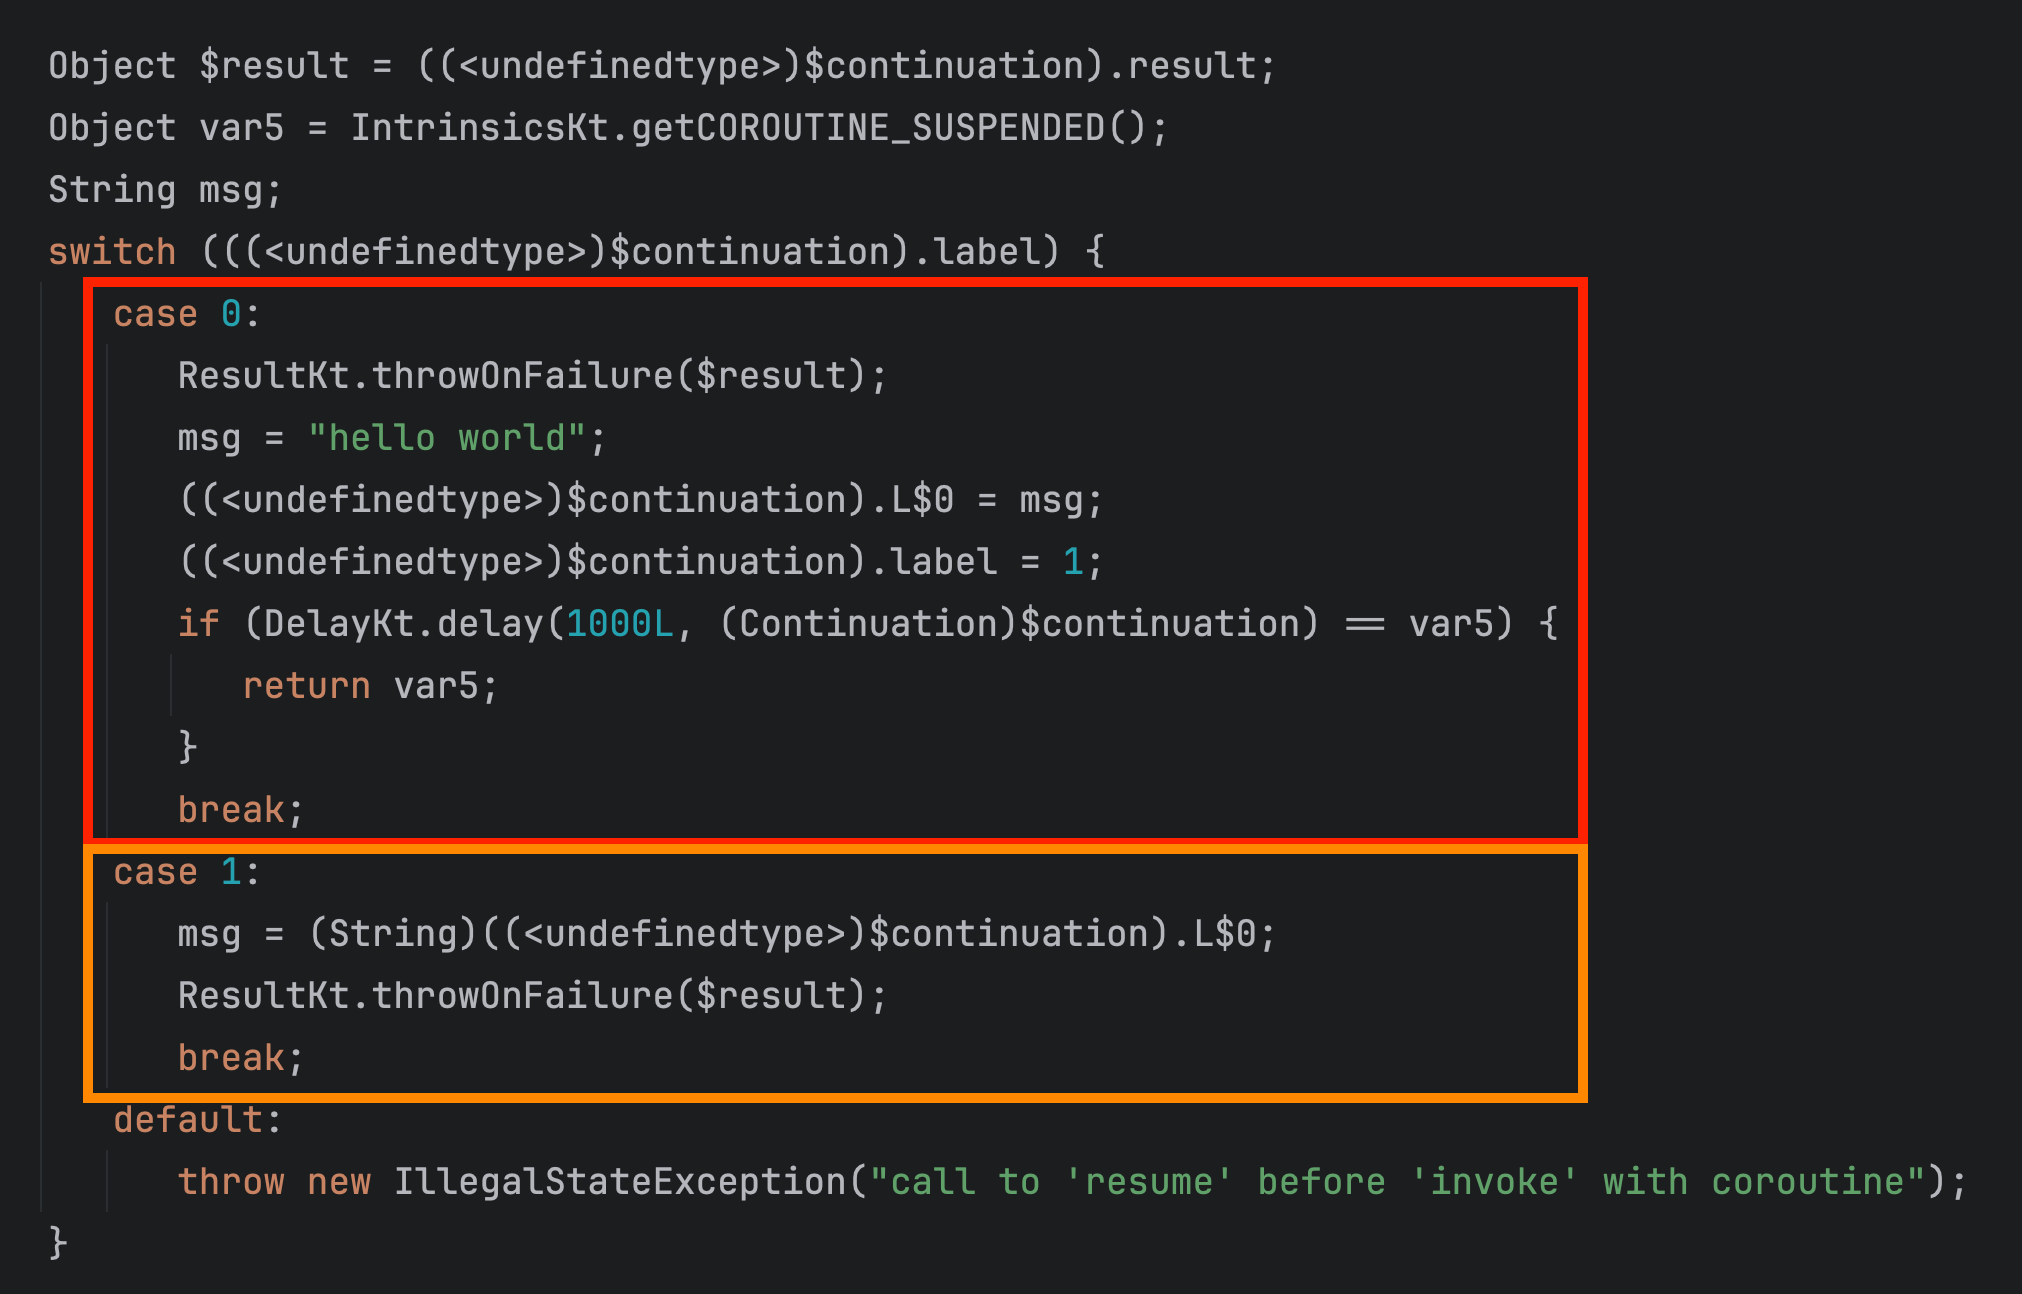 Object $result = ((<undefinedtype>)$continuation).result;
Object var5 = IntrinsicsKt.getCOROUTINE_SUSPENDED();
String msg;
switch (((<undefinedtype>)$continuation).label) {
case 0:
ResultKt.throwOnFailure($result);
msg = "hello world";
((<undefinedtype>)$continuation).L$0 = msg;
((<undefinedtype>)$continuation).label = 1;
if (DelayKt.delay(1000L, (Continuation)$continuation) == var5) {
return var5;
}
break;
case 1:
msg = (String)((<undefinedtype>)$continuation).L$0;
ResultKt.throwOnFailure($result);
break;
default:
throw new IllegalStateException("call to 'resume' before 'invoke' with coroutine");
}